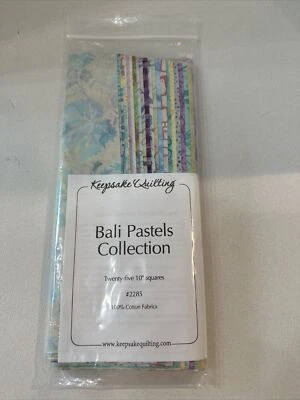 Keepsake Quilting
Bali Pastels
Collection
Twenty-five 10" squares
#2285
100% Cotton Fabrics
www.keepsakequilting.com